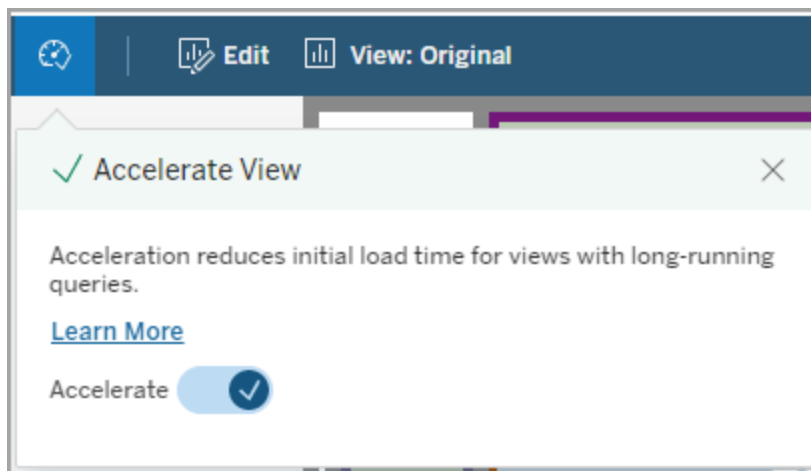 Edit View: Original
Accelerate View
Acceleration reduces initial load time for views with long-running
queries.
Learn More
Accelerate